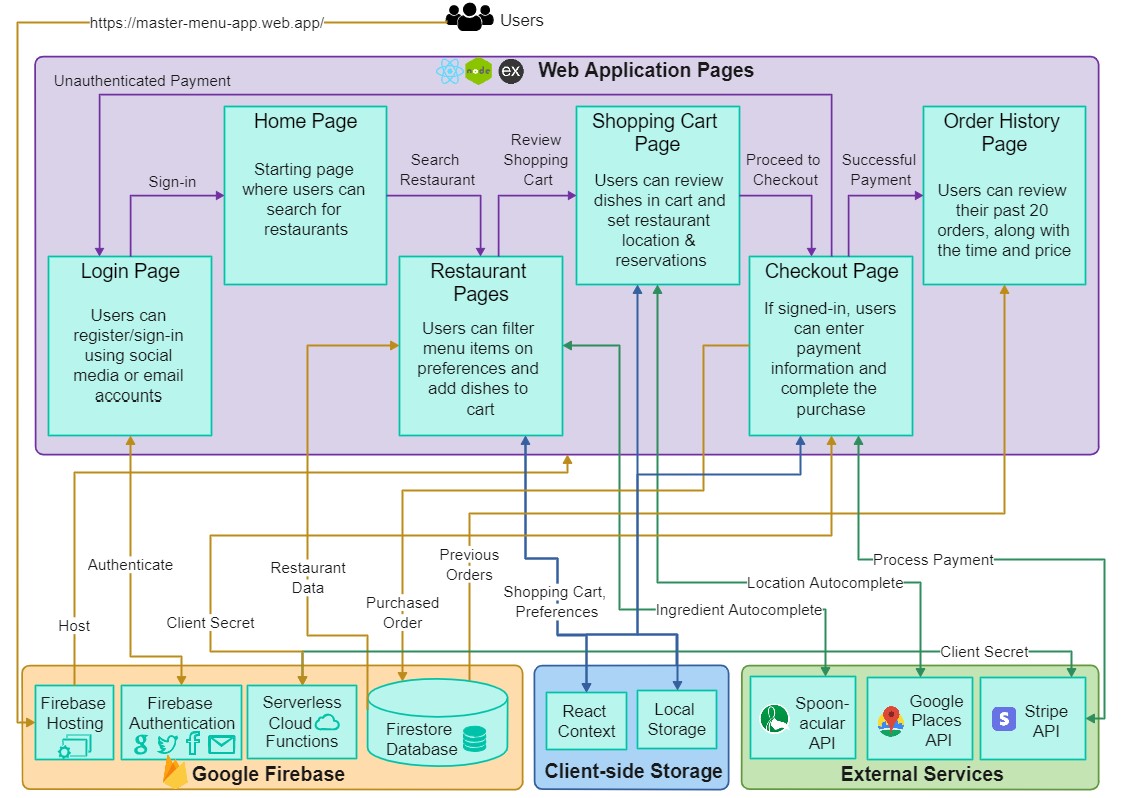 https://master-menu-app.web.app/
Users
node
ex
Web Application Pages
Unauthenticated Payment
Home Page
Starting page
where users can
search for
restaurants
Shopping Cart
Page
Users can review
dishes in cart and
set restaurant
location &
reservations
Order History
Page
Users can review
their past 20
orders, along with
the time and price
Sign-in
Search
Restaurant
Review
Shopping
Cart
Proceed to
Checkout
Successful
Payment
Login Page
Users can
register/sign-in
using social
media or email
accounts
Restaurant
Pages
Users can filter
menu items on
preferences and
add dishes to
cart
Checkout Page
If signed-in, users
can enter
payment
information and
complete the
purchase
Host
Authenticate
Client Secret
Restaurant
Data
Purchased
Order
Previous
Orders
Shopping Cart,
Preferences
Ingredient Autocomplete
Location Autocomplete
Process Payment
Client Secret
Firebase
Hosting
Firebase
Authentication
g
f
Serverless
Cloud
Functions
Firestore
Database
Google Firebase
React
Context
Local
Storage
Client-side Storage
Spoon-
acular
API
Google
Places
API
S
Stripe
API
External Services